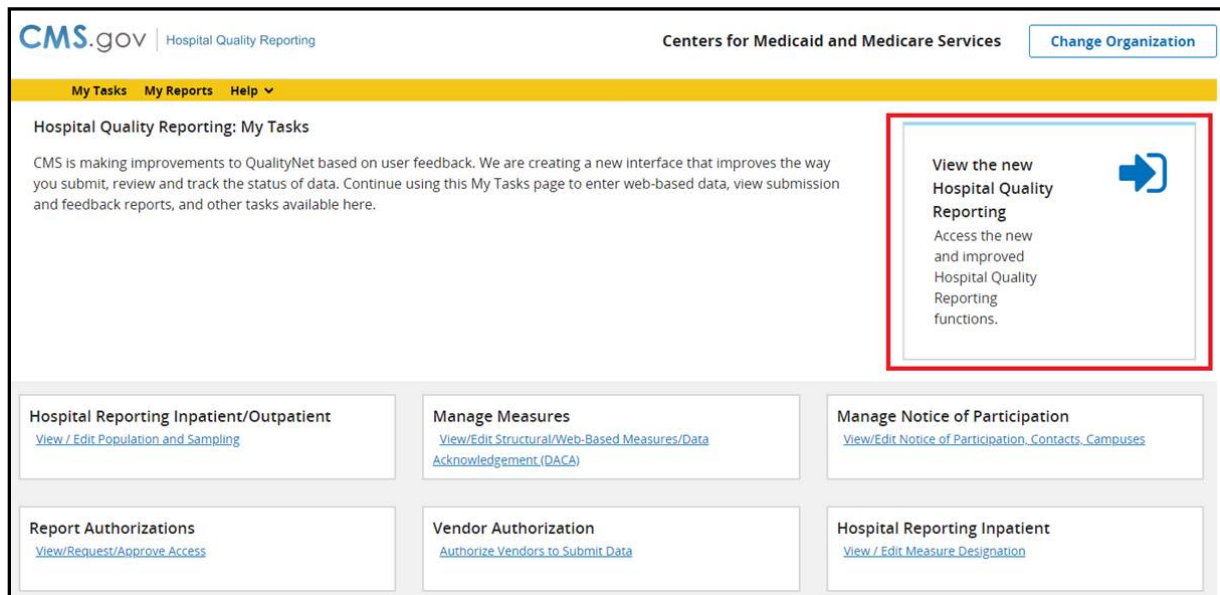 CMS.gov | Hospital Quality Reporting
Centers for Medicaid and Medicare Services
Change Organization
My Tasks My Reports Help
Hospital Quality Reporting: My Tasks
CMS is making improvements to QualityNet based on user feedback. We are creating a new interface that improves the way
you submit, review and track the status of data. Continue using this My Tasks page to enter web-based data, view submission
and feedback reports, and other tasks available here.
View the new
Hospital Quality
Reporting
Access the new
and improved
Hospital Quality
Reporting
functions.
Hospital Reporting Inpatient/Outpatient
View / Edit Population and Sampling
Manage Measures
View/Edit Structural/Web-Based Measures/Data
Acknowledgement (DACA)
Manage Notice of Participation
View/Edit Notice of Participation, Contacts, Campuses
Report Authorizations
View/Request/Approve Access
Vendor Authorization
Authorize Vendors to Submit Data
Hospital Reporting Inpatient
View / Edit Measure Designation